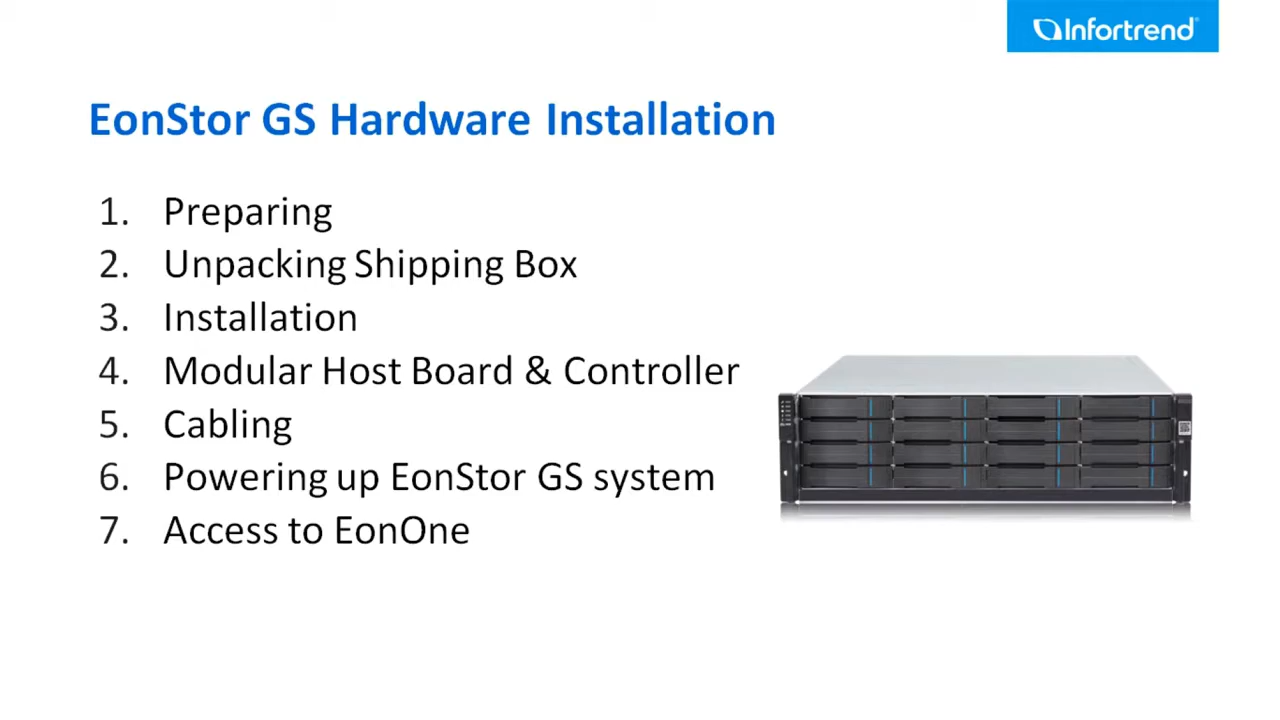 Infortrend
EonStor GS Hardware Installation
1. Preparing
2. Unpacking Shipping Box
3. Installation
4. Modular Host Board & Controller
5. Cabling
6. Powering up EonStor GS system
7. Access to EonOne